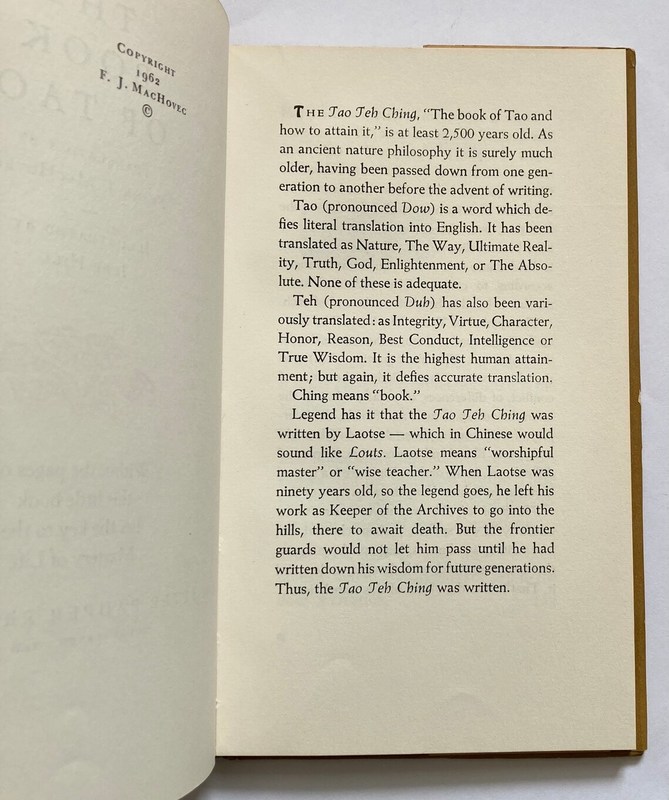 COPYRIGHT
1962
F. J. MACHOVEC
©
THE Tao Teh Ching, “The book of Tao and
how to attain it,” is at least 2,500 years old. As
an ancient nature philosophy it is surely much
older, having been passed down from one gen-
eration to another before the advent of writing.
Tao (pronounced Dow) is a word which de-
fies literal translation into English. It has been
translated as Nature, The Way, Ultimate Real-
ity, Truth, God, Enlightenment, or The Abso-
lute. None of these is adequate.
Teh (pronounced Duh) has also been vari-
ously translated: as Integrity, Virtue, Character,
Honor, Reason, Best Conduct, Intelligence or
True Wisdom. It is the highest human attain-
ment; but again, it defies accurate translation.
Ching means “book.”
Legend has it that the Tao Teh Ching was
written by Laotse — which in Chinese would
sound like Louts. Laotse means “worshipful
master” or “wise teacher.” When Laotse was
ninety years old, so the legend goes, he left his
work as Keeper of the Archives to go into the
hills, there to await death. But the frontier
guards would not let him pass until he had
written down his wisdom for future generations.
Thus, the Tao Teh Ching was written.